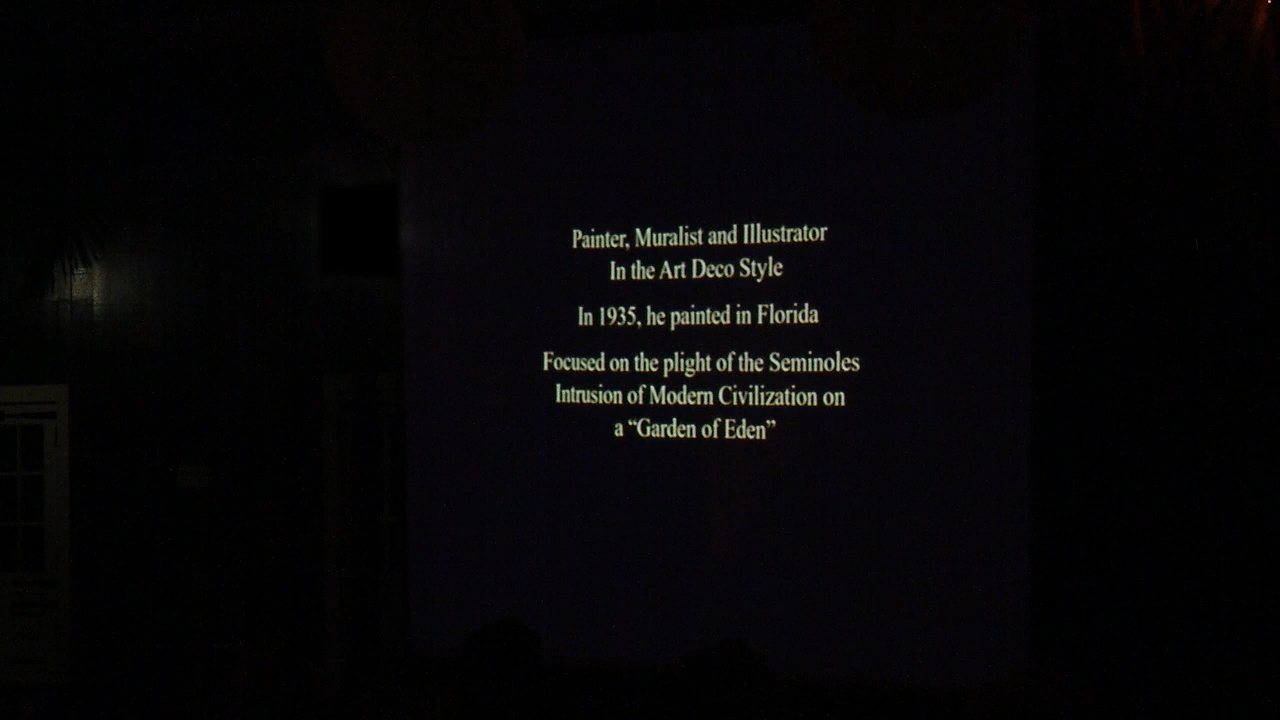 Painter, Muralist and Illustrator
In the Art Deco Style
In 1935, he painted in Florida
Focused on the plight of the Seminoles
Intrusion of Modern Civilization on
a “Garden of Eden”